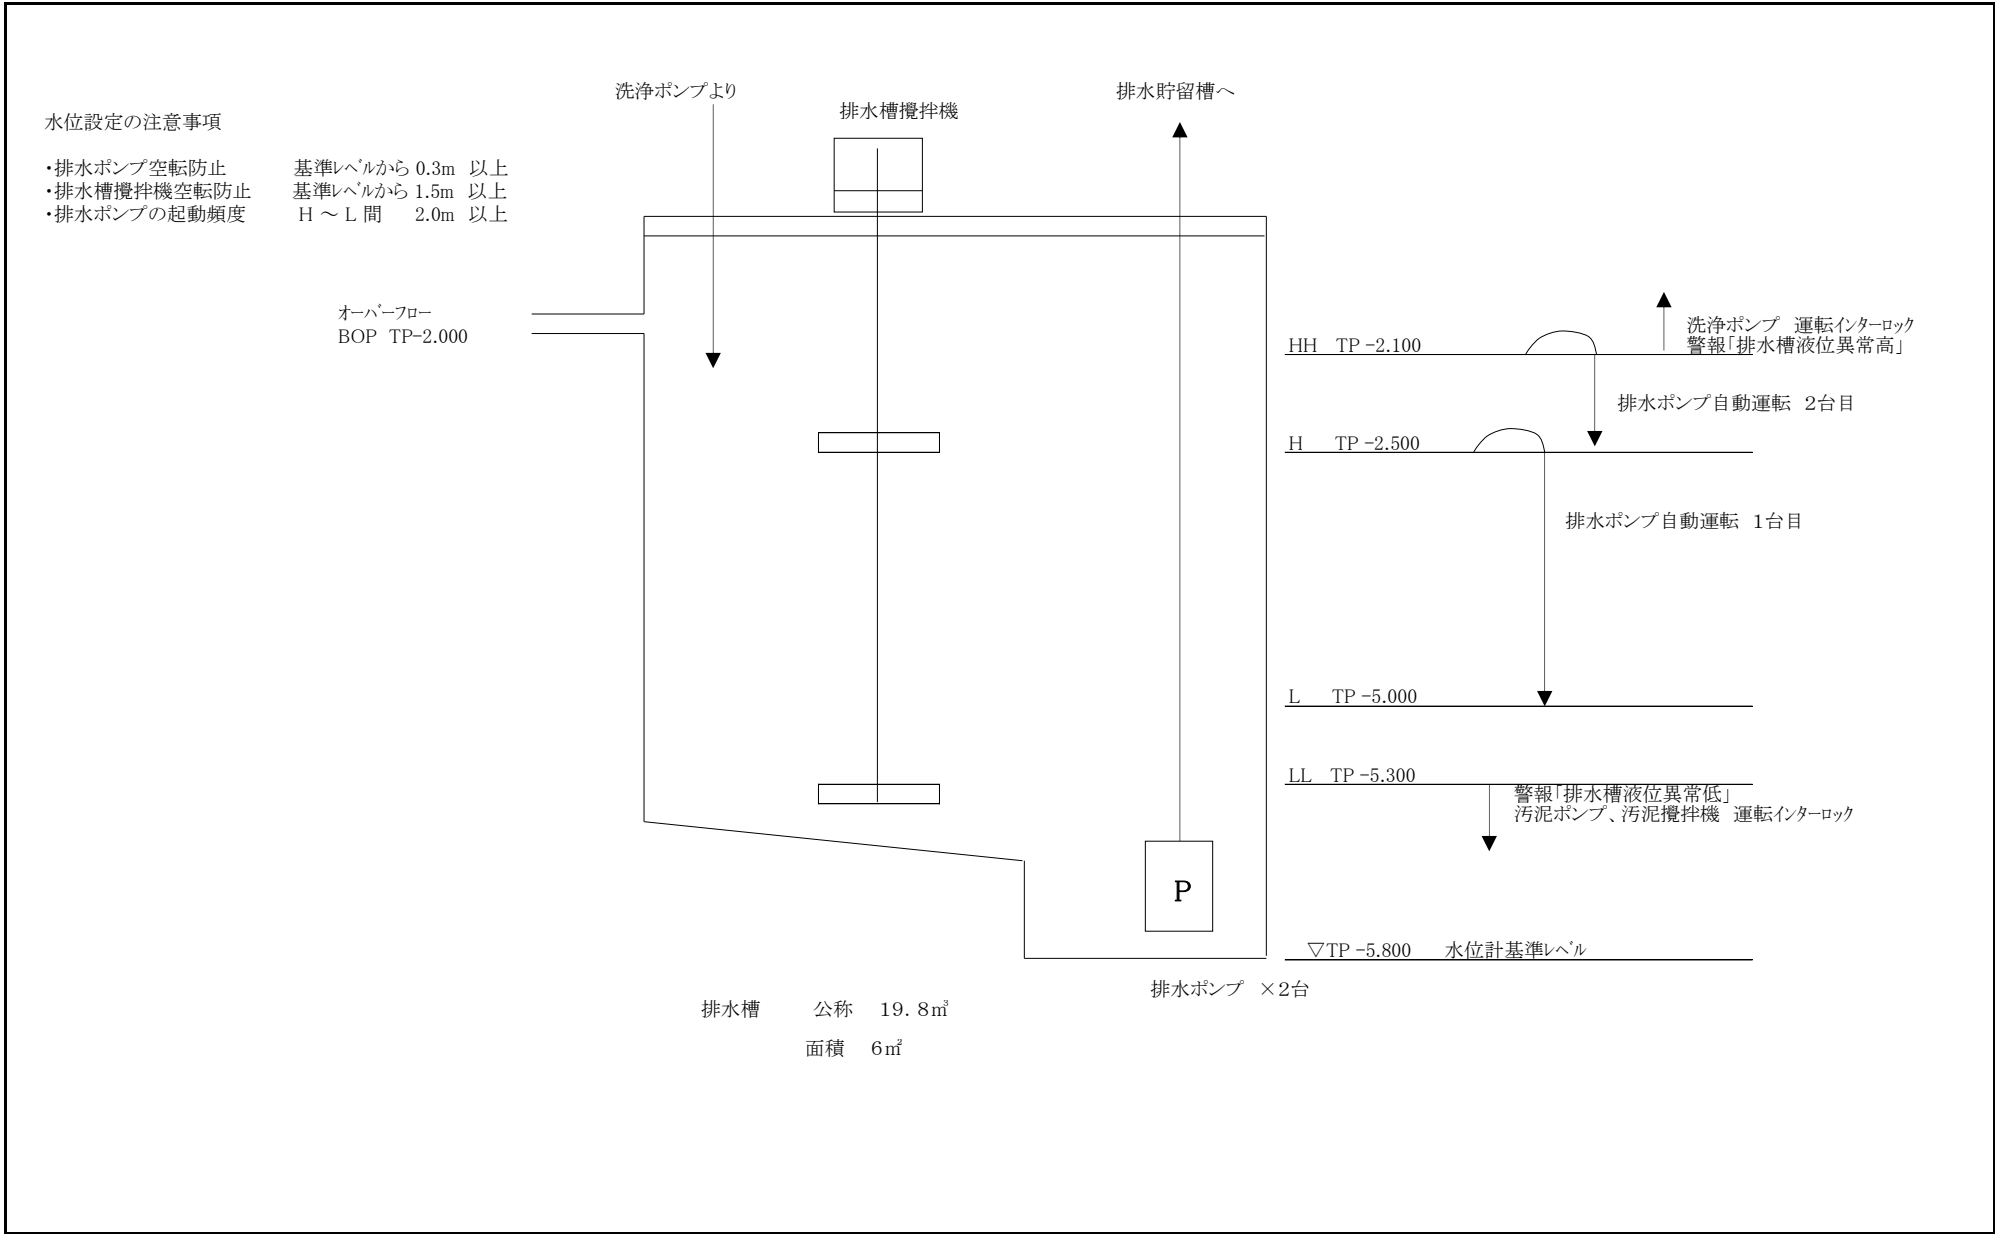 洗浄ポンプより
排水槽攪拌機
排水貯留槽へ
水位設定の注意事項
・排水ポンプ空転防止 基準レベルから 0.3m 以上
・排水槽攪拌機空転防止 基準レベルから 1.5m 以上
・排水ポンプの起動頻度 H ～ L 間 2.0m 以上
オーバーフロー
BOP TP-2.000
洗浄ポンプ 運転インターロック
警報「排水槽液位異常高」
HH TP -2.100
排水ポンプ自動運転 2台目
H TP -2.500
排水ポンプ自動運転 1台目
L TP -5.000
LL TP -5.300
警報「排水槽液位異常低」
汚泥ポンプ、汚泥攪拌機 運転インターロック
P
▽TP -5.800 水位計基準レベル
排水ポンプ ×2台
排水槽 公称 19.8㎥
面積 6㎡